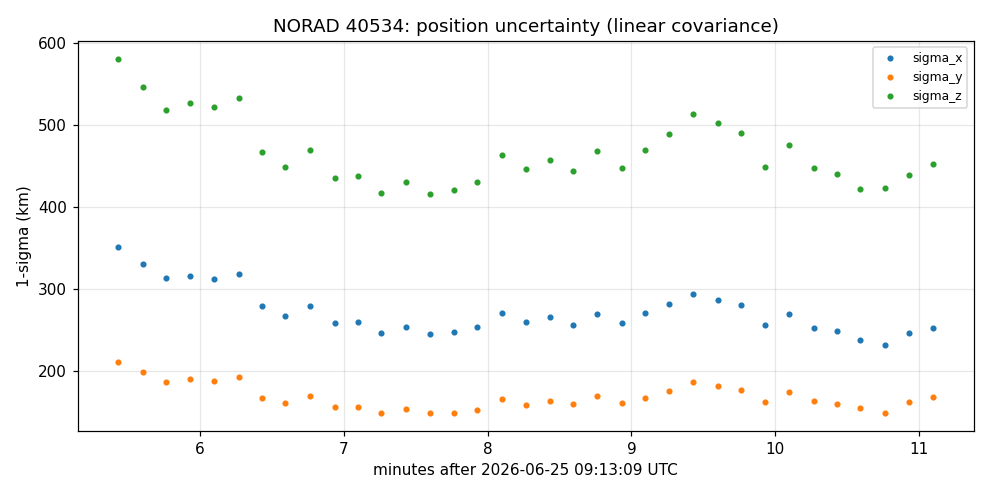 NORAD 40534: position uncertainty (linear covariance)
600
500
400
300
200
1-sigma (km)
sigma_x
sigma_y
sigma_z
6 7 8 9 10 11
minutes after 2026-06-25 09:13:09 UTC